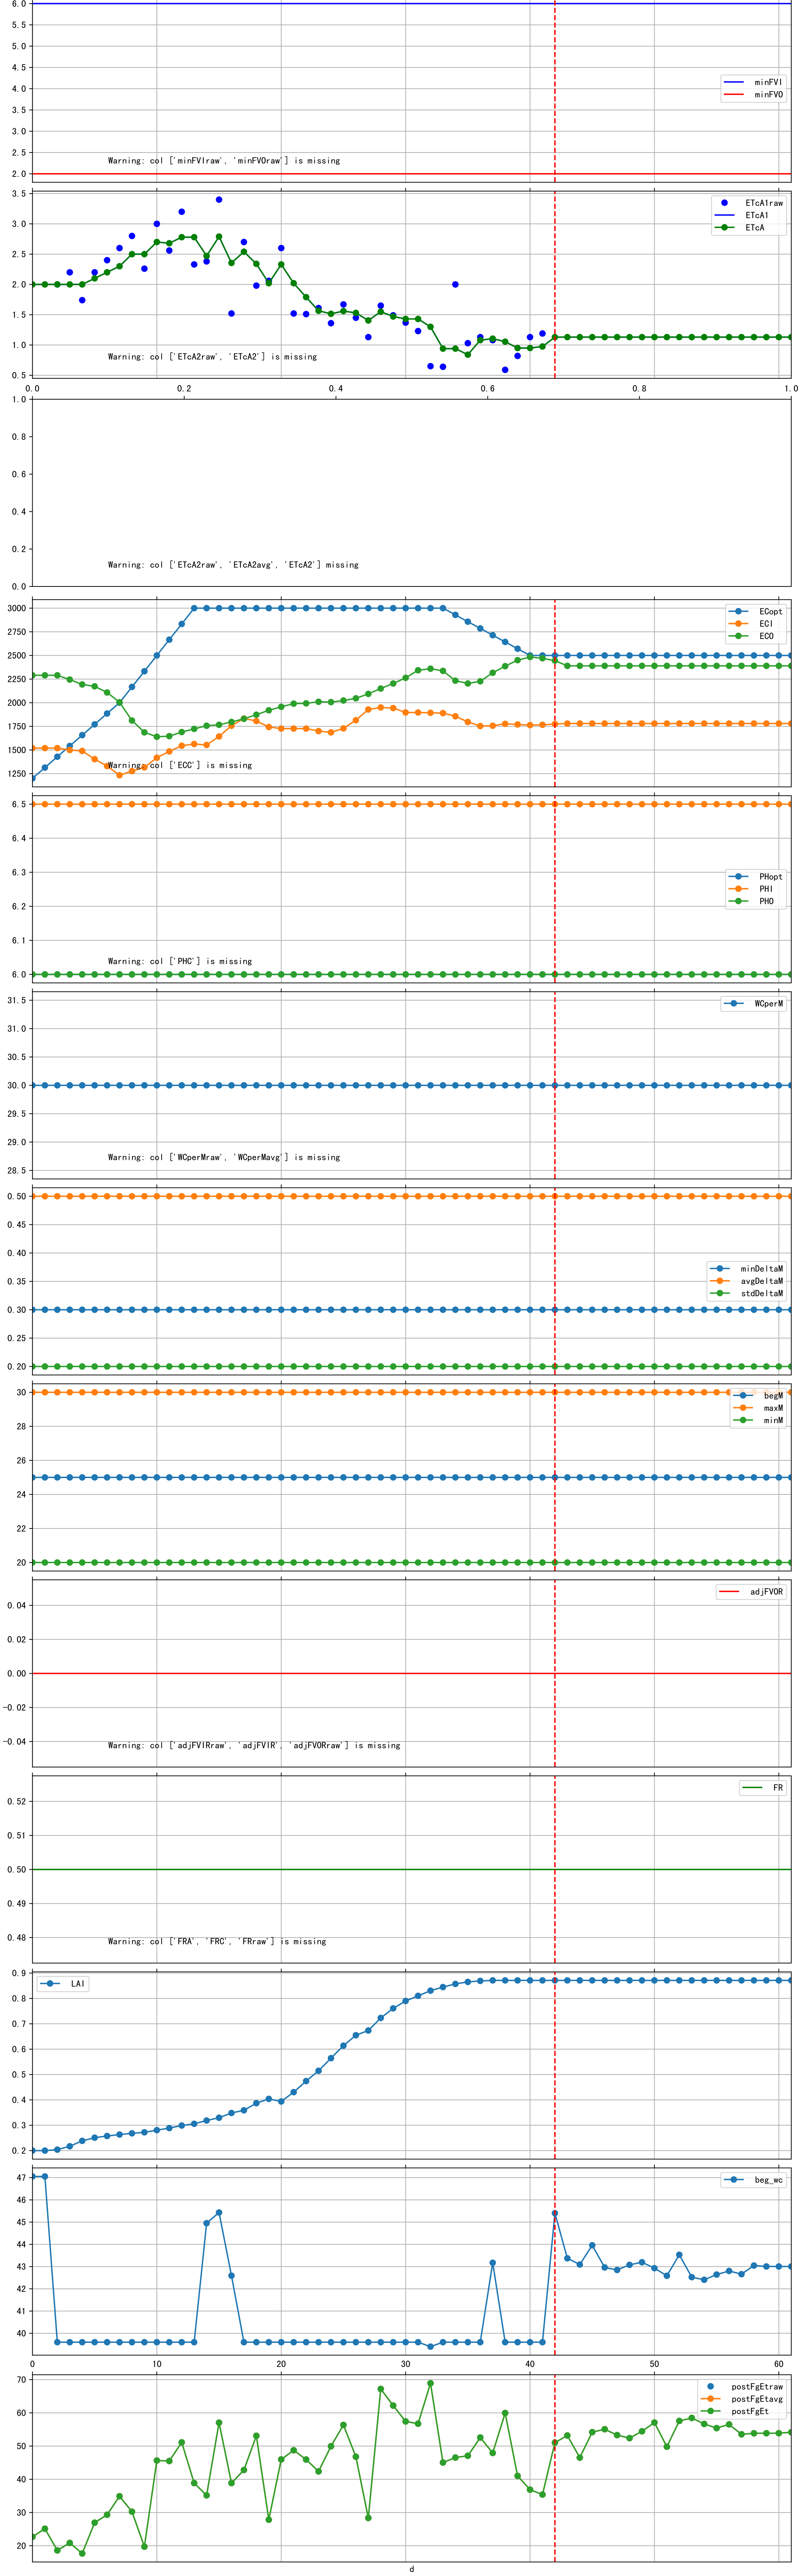 6.0
5.5
5.0
4.5
4.0
3.5
3.0
2.5
2.0
minFVI
minFVO
Warning: col ['minFVIraw', 'minFVOraw'] is missing
3.5
3.0
2.5
2.0
1.5
1.0
0.5
ETcA1raw
ETcA1
ETcA
Warning: col ['ETcA2raw', 'ETcA2'] is missing
0.0 0.2 0.4 0.6 0.8 1.0
1.0
0.8
0.6
0.4
0.2
0.0
Warning: col ['ETcA2raw', 'ETcA2avg', 'ETcA2'] missing
3000
2750
2500
2250
2000
1750
1500
1250
ECopt
ECI
ECO
Warning: col ['ECC'] is missing
6.5
6.4
6.3
6.2
6.1
6.0
PHopt
PHI
PHO
Warning: col ['PHC'] is missing
31.5
31.0
30.5
30.0
29.5
29.0
28.5
WCperM
Warning: col ['WCperMraw', 'WCperMavg'] is missing
0.50
0.45
0.40
0.35
0.30
0.25
0.20
minDeltaM
avgDeltaM
stdDeltaM
30
28
26
24
22
20
begM
maxM
minM
0.04
0.02
0.00
−0.02
−0.04
adjFVOR
Warning: col ['adjFVIRraw', 'adjFVIR', 'adjFVORraw'] is missing
0.52
0.51
0.50
0.49
0.48
FR
Warning: col ['FRA', 'FRC', 'FRraw'] is missing
0.9
0.8
0.7
0.6
0.5
0.4
0.3
0.2
LAI
47
46
45
44
43
42
41
40
beg_wc
0 10 20 30 40 50 60
70
60
50
40
30
20
postFgEtraw
postFgEtavg
postFgEt
d